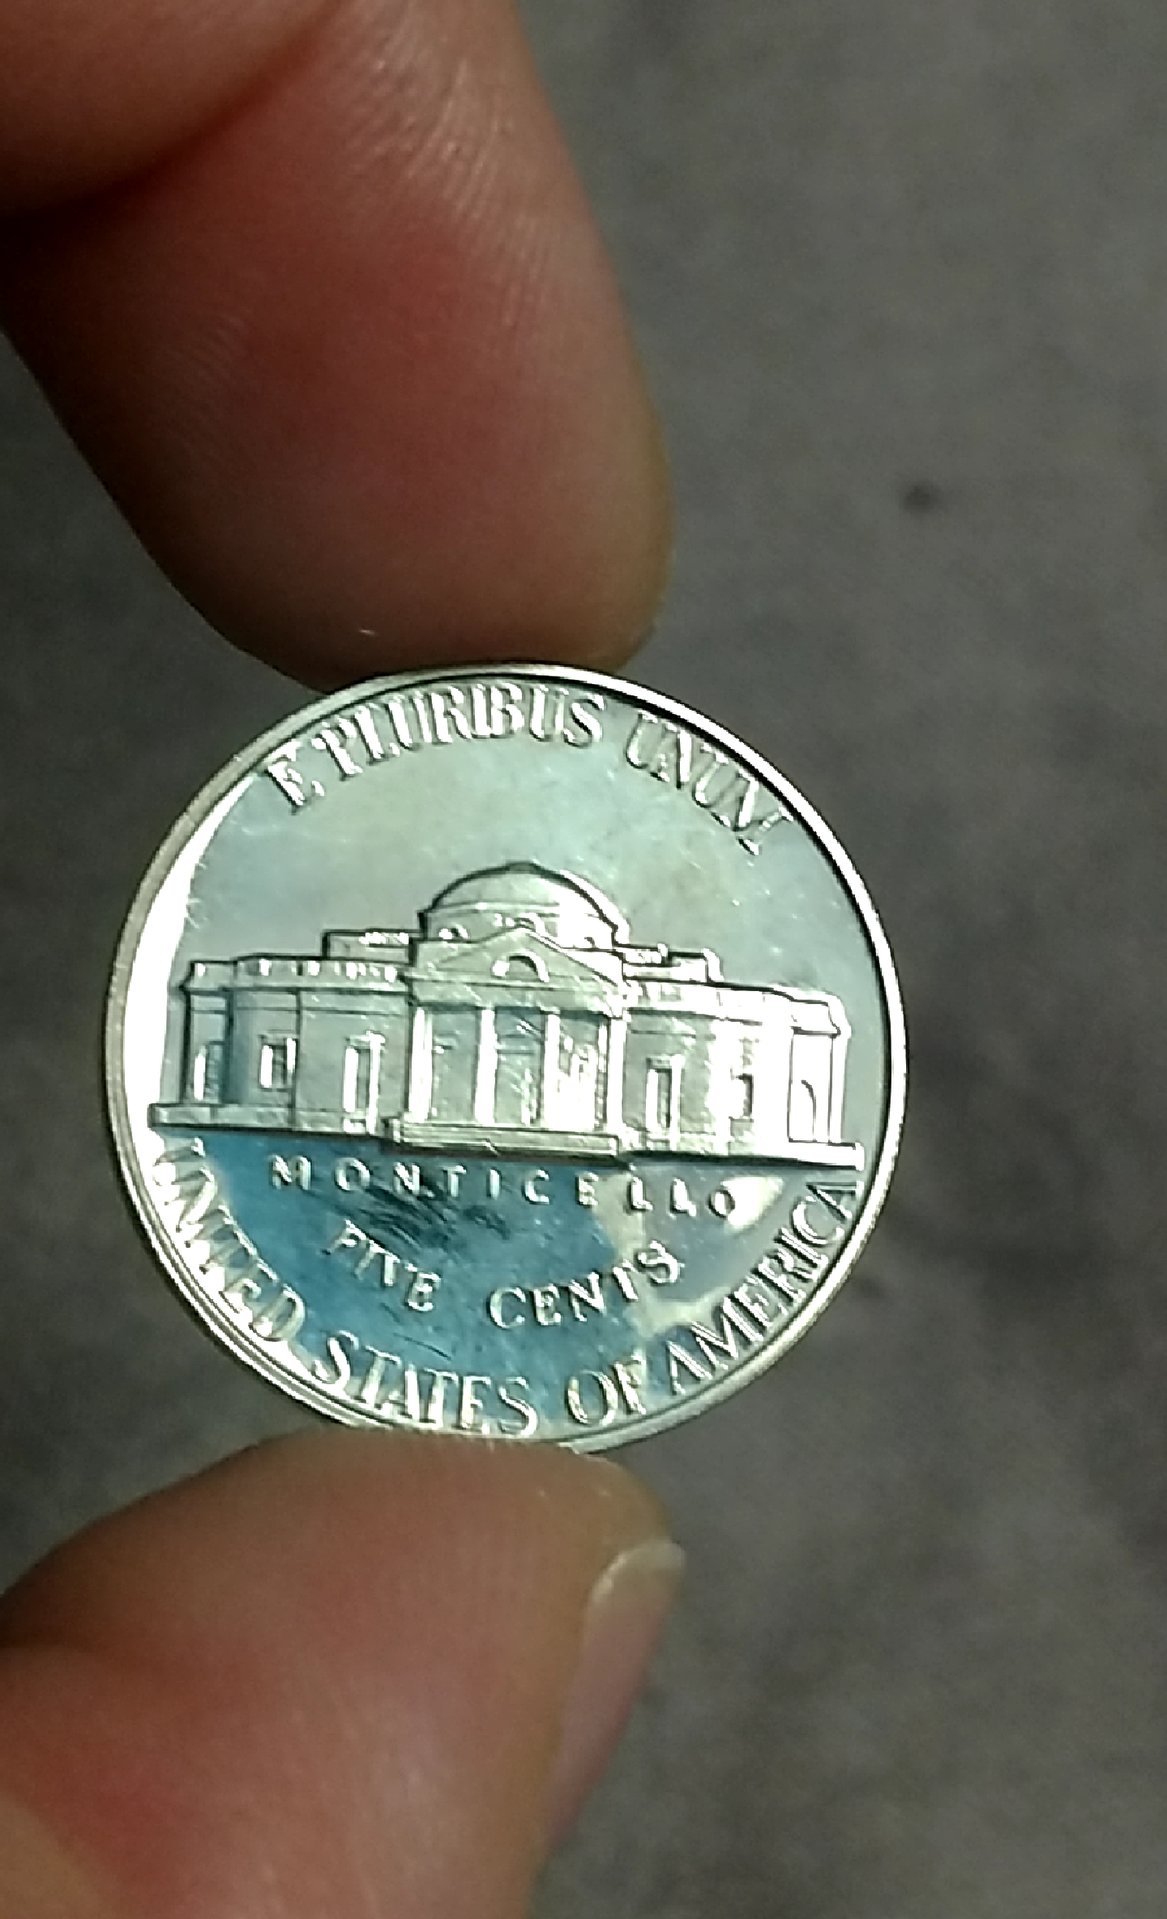 E PLURIBUS UNUM
MONTICELLO
FIVE CENTS
UNITED STATES OF AMERICA